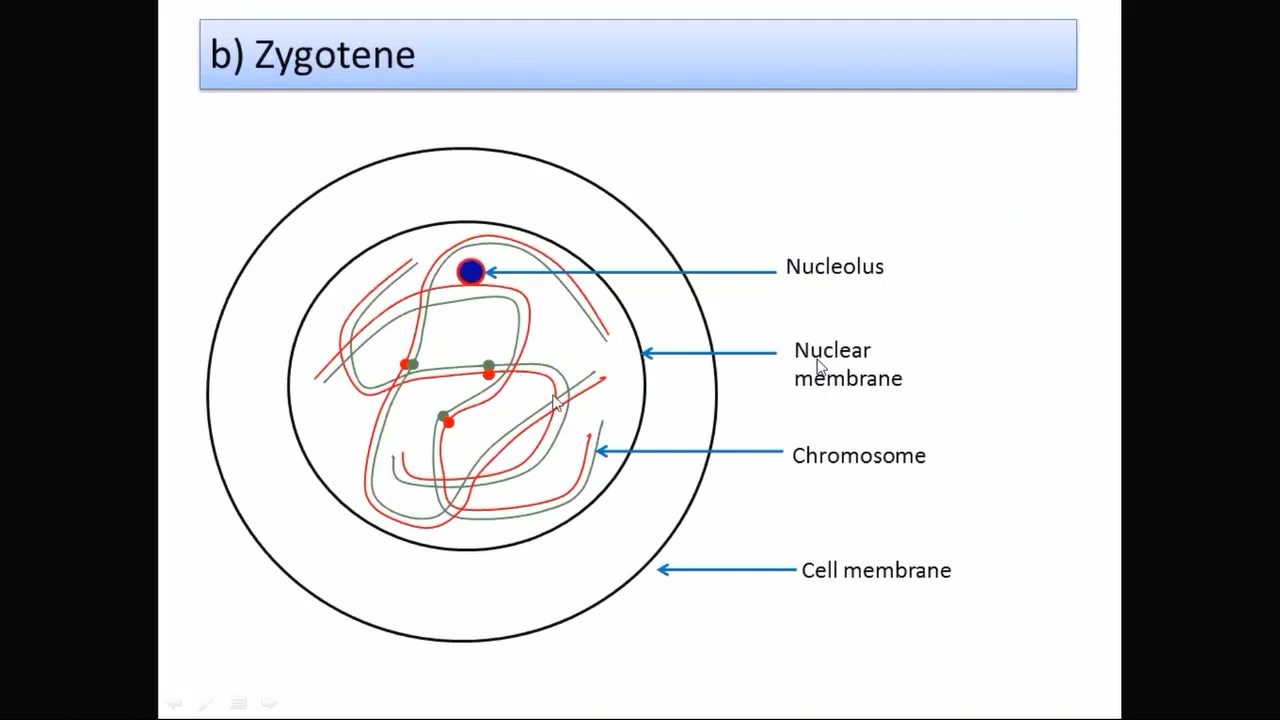 b) Zygotene
Nucleolus
Nuclear
membrane
Chromosome
Cell membrane